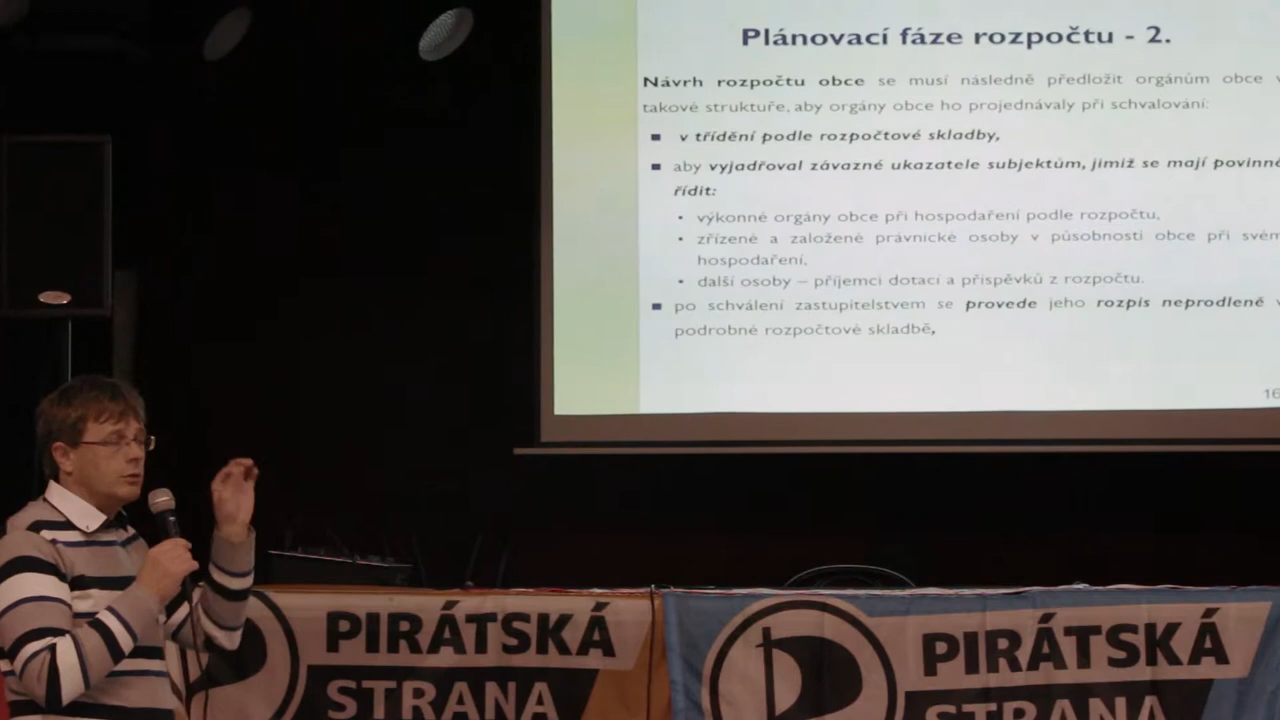 Plánovací fáze rozpočtu - 2.
Návrh rozpočtu obce se musí následně předložit orgánům obce v
takové struktuře, aby orgány obce ho projednávaly při schvalování:
v třídění podle rozpočtové skladby,
aby vyjadřoval závazné ukazatele subjektům, jimiž se mají povinně
řídit:
výkonné orgány obce při hospodaření podle rozpočtu,
zřízené a založené právnické osoby v působnosti obce při svém
hospodaření,
další osoby – příjemci dotací a příspěvků z rozpočtu.
po schválení zastupitelstvem se provede jeho rozpis neprodleně v
podrobné rozpočtové skladbě,
16
PIRÁTSKÁ
STRANA
PIRÁTSKÁ
STRANA